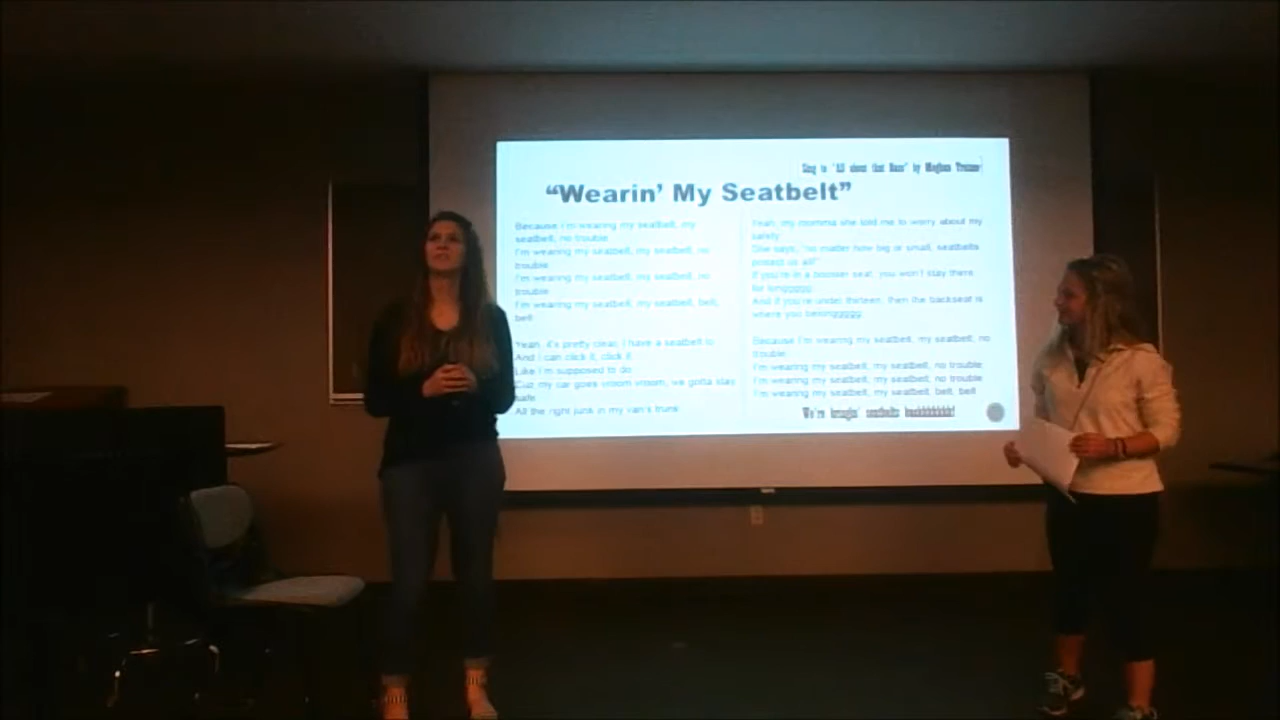 Sing to "All about that Bass" by Meghan Trainor
“Wearin’ My Seatbelt”
Because I'm wearing my seatbelt, my
seatbelt, no trouble
I'm wearing my seatbelt, my seatbelt, no
trouble
I'm wearing my seatbelt, my seatbelt, no
trouble
I'm wearing my seatbelt, my seatbelt, belt,
belt
Yeah, it's pretty clear, I have a seatbelt to
And I can click it, click it
Like I'm supposed to do
Cuz my car goes vroom vroom, we gotta stay
safe
All the right junk in my van's trunk
Yeah, my momma she told me to worry about my
safety
She says, "no matter how big or small, seatbelts
protect us all!"
If you're in a booster seat, you won't stay there
for longgggg
And if you're under thirteen, then the backseat is
where you belonggggg
Because I'm wearing my seatbelt, my seatbelt, no
trouble
I'm wearing my seatbelt, my seatbelt, no trouble
I'm wearing my seatbelt, my seatbelt, no trouble
I'm wearing my seatbelt, my seatbelt, belt, belt
We're bringin' seatbelts